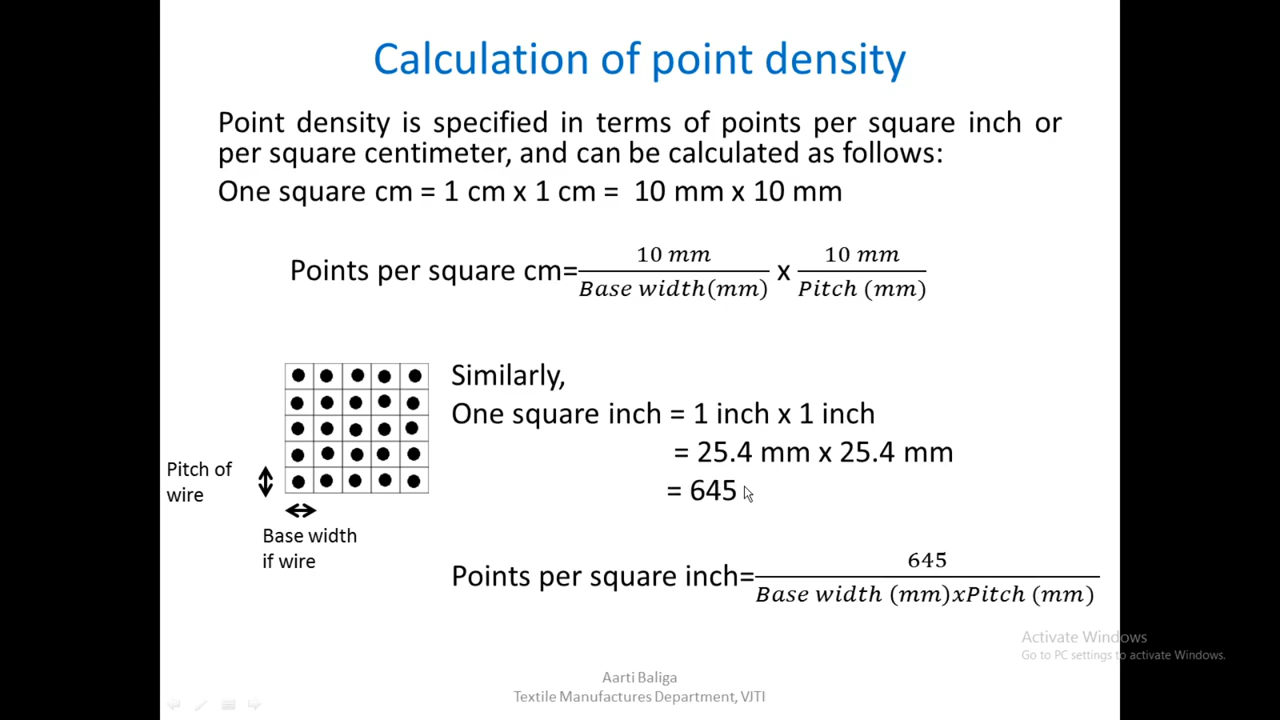 Calculation of point density
Point density is specified in terms of points per square inch or
per square centimeter, and can be calculated as follows:
One square cm = 1 cm x 1 cm = 10 mm x 10 mm
Points per square cm= 10 mm / Base width(mm) x 10 mm / Pitch (mm)
Similarly,
One square inch = 1 inch x 1 inch
= 25.4 mm x 25.4 mm
= 645
Pitch of
wire
Base width
if wire
Points per square inch= 645 / Base width (mm)xPitch (mm)
Activate Windows
Go to PC settings to activate Windows.
Aarti Baliga
Textile Manufactures Department, VJTI